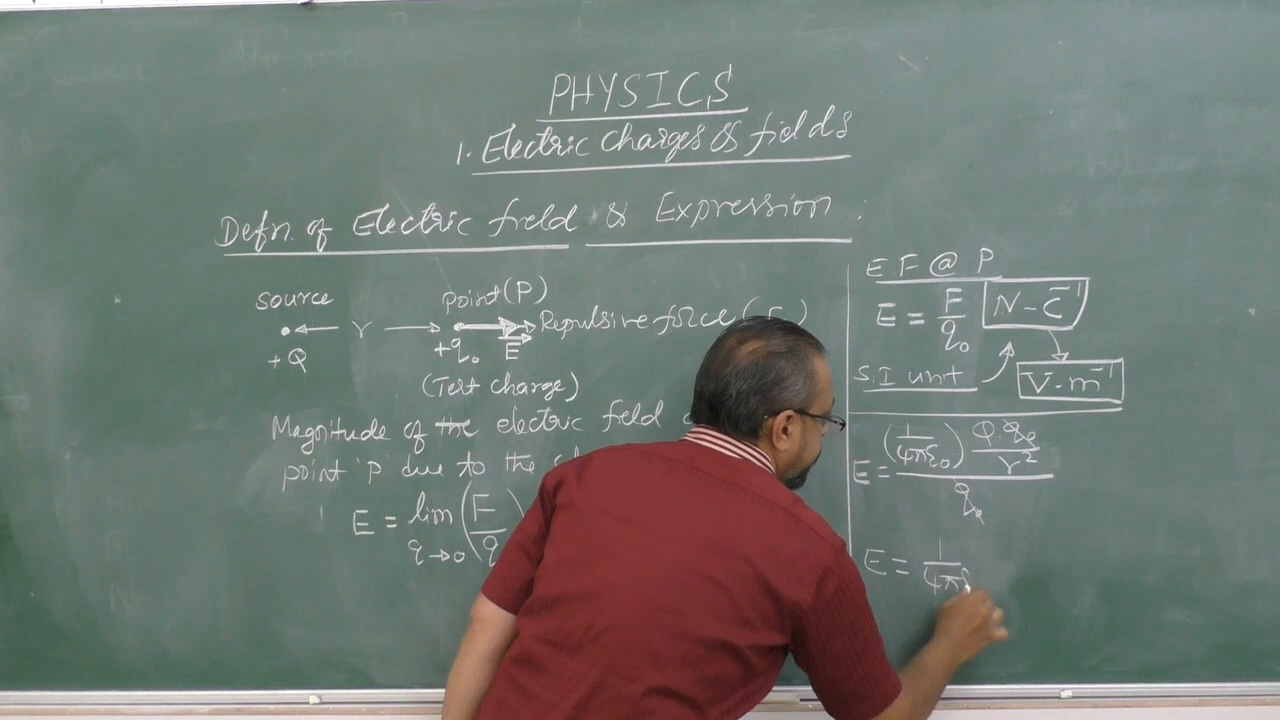 PHYSICS
1. Electric charges & fields
Defn. of Electric field & Expression :
source
point (P)
r
Repulsive force (
+Q
+q₀
E
(Test charge)
Magnitude of the electric field
point 'P' due to the
E = lim (F/q
q→0
E F @ P
E = F/q₀
N-C⁻¹
S.I unit
V-m⁻¹
E = (1/4πε₀) Q.q₀/r² / q₀
E = 1/4πε